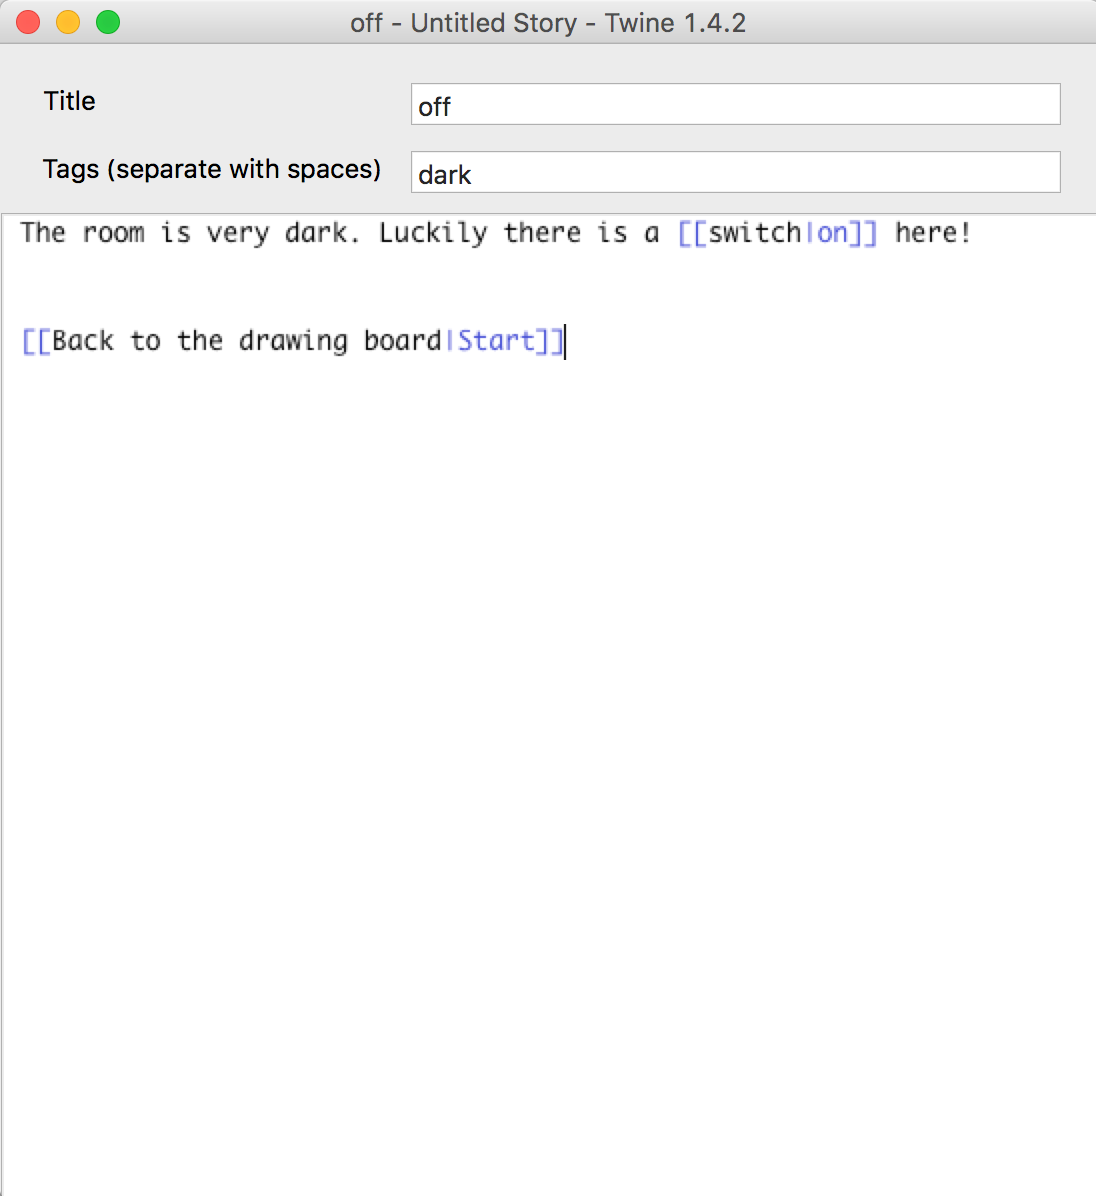 off - Untitled Story - Twine 1.4.2
Title
off
Tags (separate with spaces)
dark
The room is very dark. Luckily there is a [[switch|on]] here!
[[Back to the drawing board|Start]]